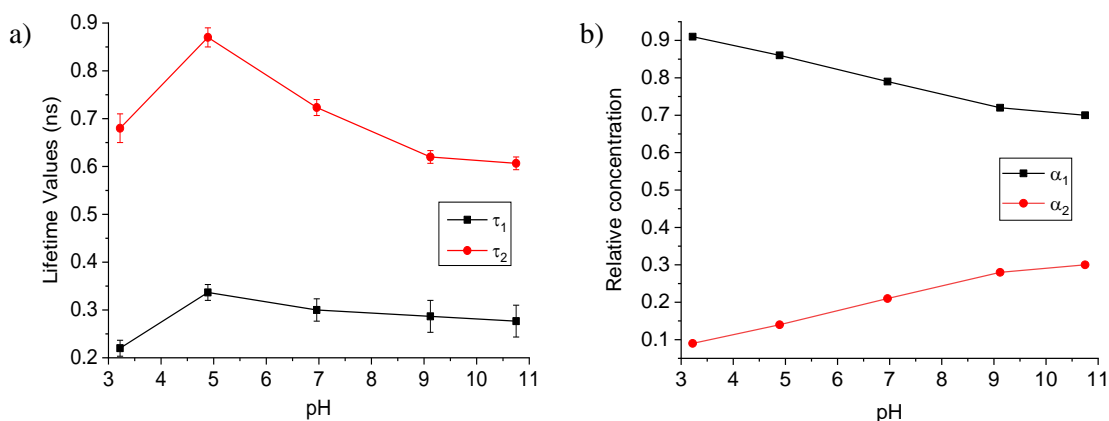 a)
Lifetime Values (ns)
0.9
0.8
0.7
0.6
0.5
0.4
0.3
0.2
τ1
τ2
3 4 5 6 7 8 9 10 11
pH
b)
Relative concentration
0.9
0.8
0.7
0.6
0.5
0.4
0.3
0.2
0.1
α1
α2
3 4 5 6 7 8 9 10 11
pH